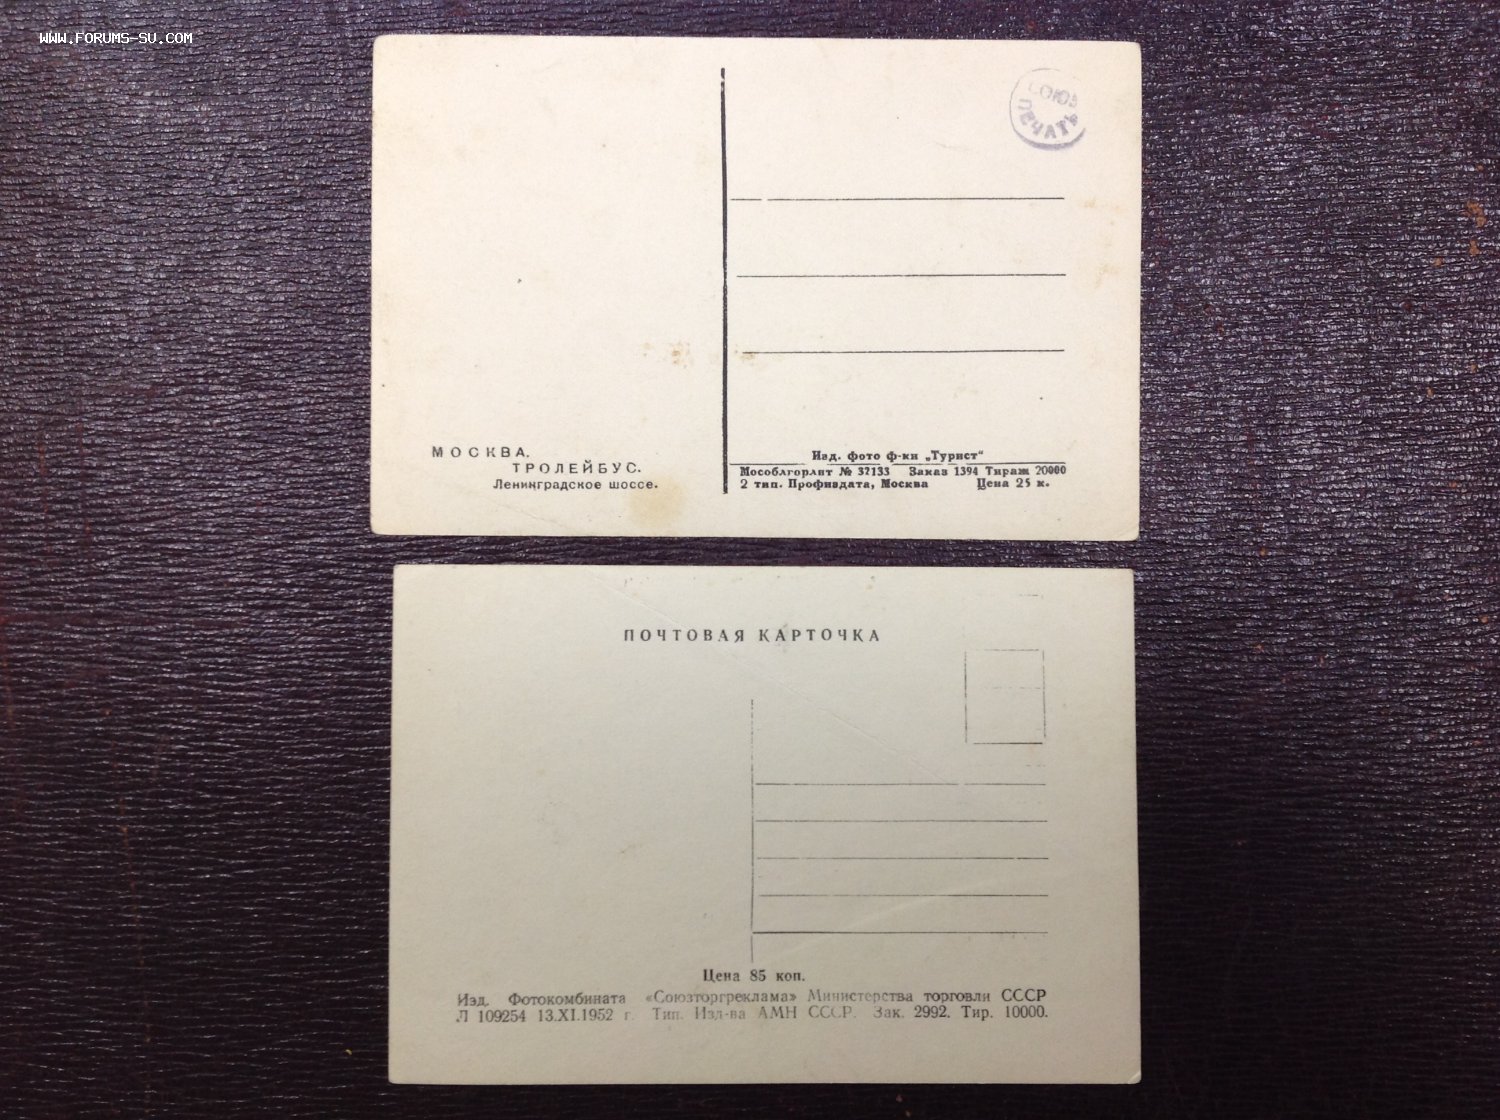 WWW.FORUMS-SU.COM
СОЮЗ
ПЕЧАТЬ
МОСКВА.
ТРОЛЕЙБУС.
Ленинградское шоссе.
Изд. фото ф-ки „Турист“
Мособлгорлит № 32133 Заказ 1394 Тираж 20000
2 тип. Профиздата, Москва Цена 25 к.
ПОЧТОВАЯ КАРТОЧКА
Цена 85 коп.
Изд. Фотокомбината «Союзторгреклама» Министерства торговли СССР
Л 109254 13.XI.1952 г. Тип. Изд-ва АМН СССР. Зак. 2992. Тир. 10000.